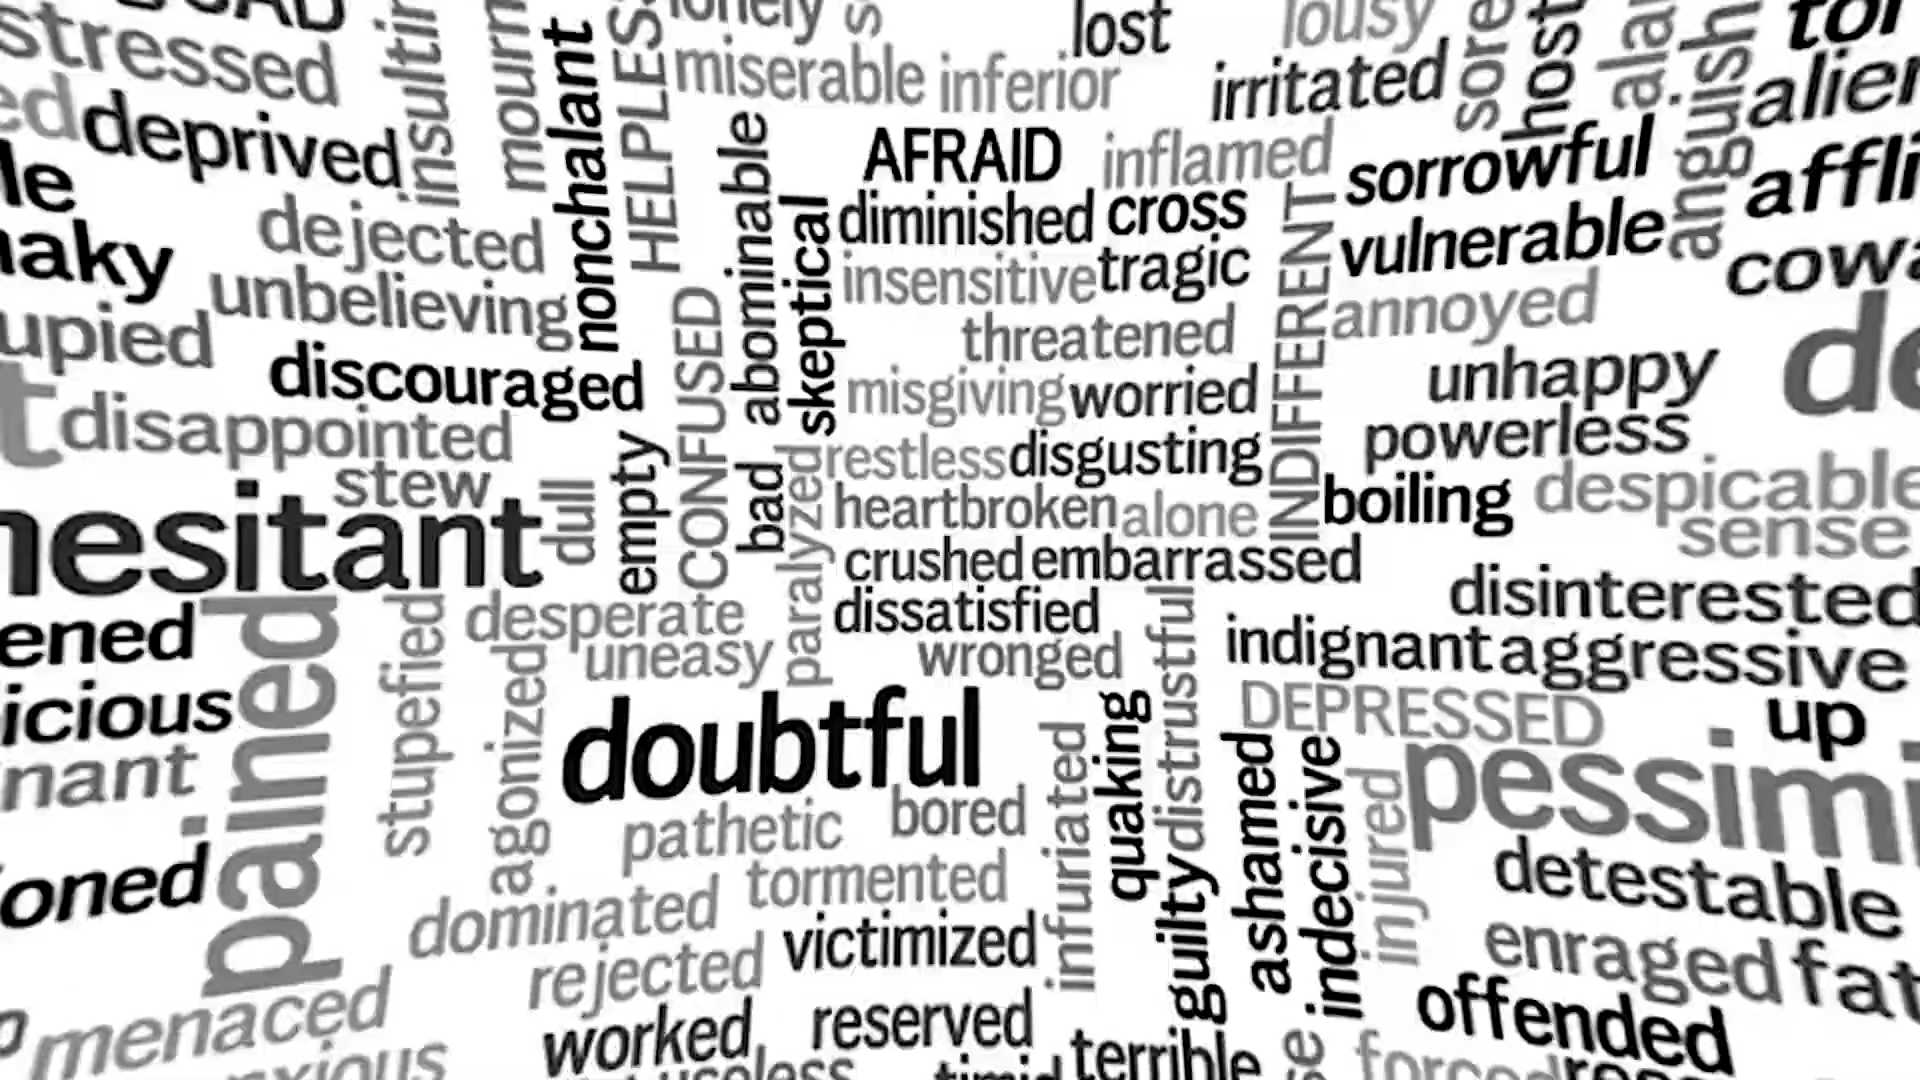 stressed
deprived
dejected
unbelieving
discouraged
disappointed
stew
hesitant
pained
menaced
stupefied
dull
nonchalant
HELPLESS
miserable
inferior
lost
lousy
irritated
sore
AFRAID
inflamed
sorrowful
anguish
abominable
skeptical
diminished
cross
vulnerable
insensitive
tragic
INDIFFERENT
annoyed
threatened
CONFUSED
misgiving
worried
unhappy
powerless
empty
bad
paralyzed
restless
disgusting
heartbroken
alone
boiling
despicable
sense
crushed
embarrassed
disinterested
desperate
dissatisfied
uneasy
wronged
distrustful
indignant
aggressive
agonized
doubtful
quaking
DEPRESSED
up
pathetic
bored
infuriated
guilty
ashamed
indecisive
injured
detestable
tormented
dominated
victimized
enraged
rejected
offended
worked
reserved
terrible